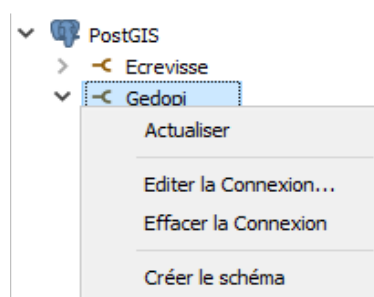 PostGIS
Ecrevisse
Gedopi
Actualiser
Editer la Connexion...
Effacer la Connexion
Créer le schéma